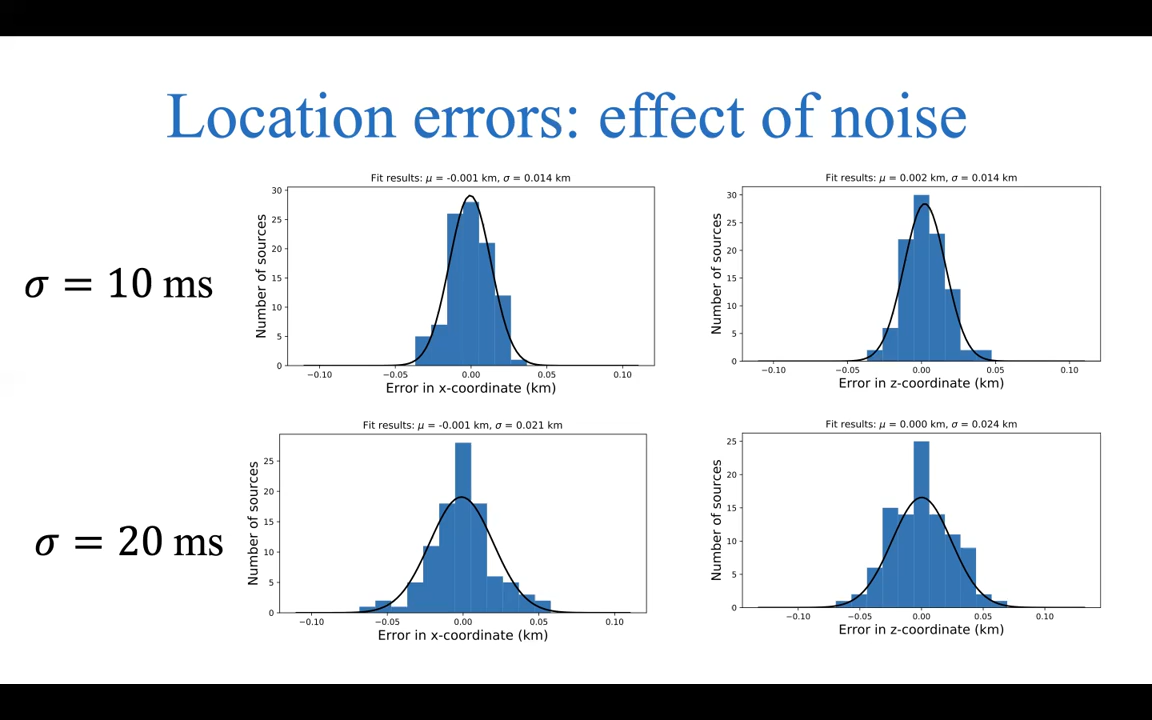 Location errors: effect of noise
σ = 10 ms
Fit results: μ = -0.001 km, σ = 0.014 km
Number of sources
30
25
20
15
10
5
0
−0.10 −0.05 0.00 0.05 0.10
Error in x-coordinate (km)
Fit results: μ = 0.002 km, σ = 0.014 km
Number of sources
30
25
20
15
10
5
0
−0.10 −0.05 0.00 0.05 0.10
Error in z-coordinate (km)
σ = 20 ms
Fit results: μ = -0.001 km, σ = 0.021 km
Number of sources
25
20
15
10
5
0
−0.10 −0.05 0.00 0.05 0.10
Error in x-coordinate (km)
Fit results: μ = 0.000 km, σ = 0.024 km
Number of sources
25
20
15
10
5
0
−0.10 −0.05 0.00 0.05 0.10
Error in z-coordinate (km)